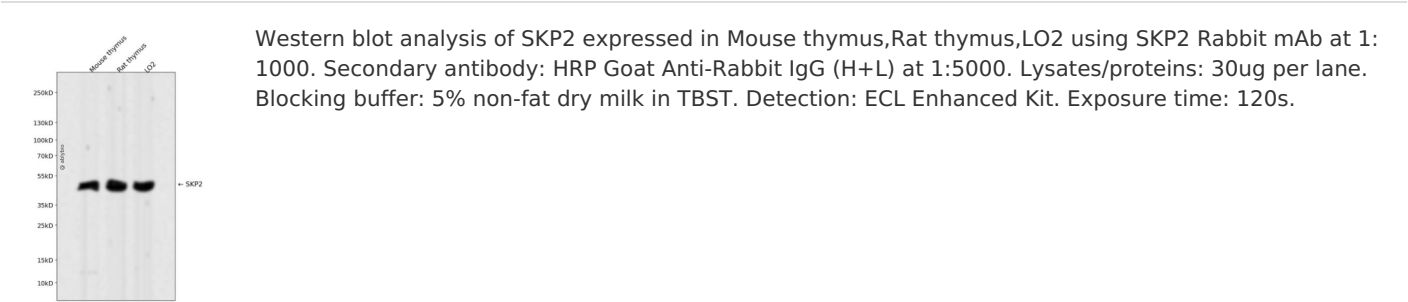 Mouse thymus
Rat thymus
LO2
250kD
130kD
100kD
70kD
55kD
35kD
25kD
15kD
10kD
@ ablybio
← SKP2
Western blot analysis of SKP2 expressed in Mouse thymus,Rat thymus,LO2 using SKP2 Rabbit mAb at 1:
1000. Secondary antibody: HRP Goat Anti-Rabbit IgG (H+L) at 1:5000. Lysates/proteins: 30ug per lane.
Blocking buffer: 5% non-fat dry milk in TBST. Detection: ECL Enhanced Kit. Exposure time: 120s.